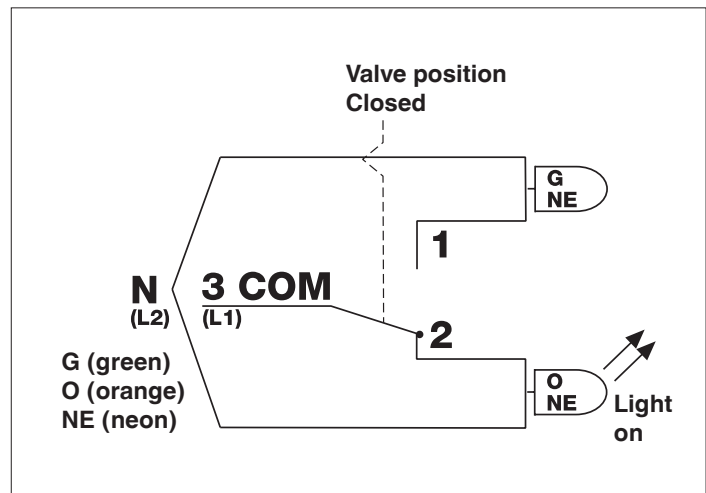 Valve position
Closed
G
NE
1
N
(L2)
3 COM
(L1)
2
G (green)
O (orange)
NE (neon)
O
NE
Light
on